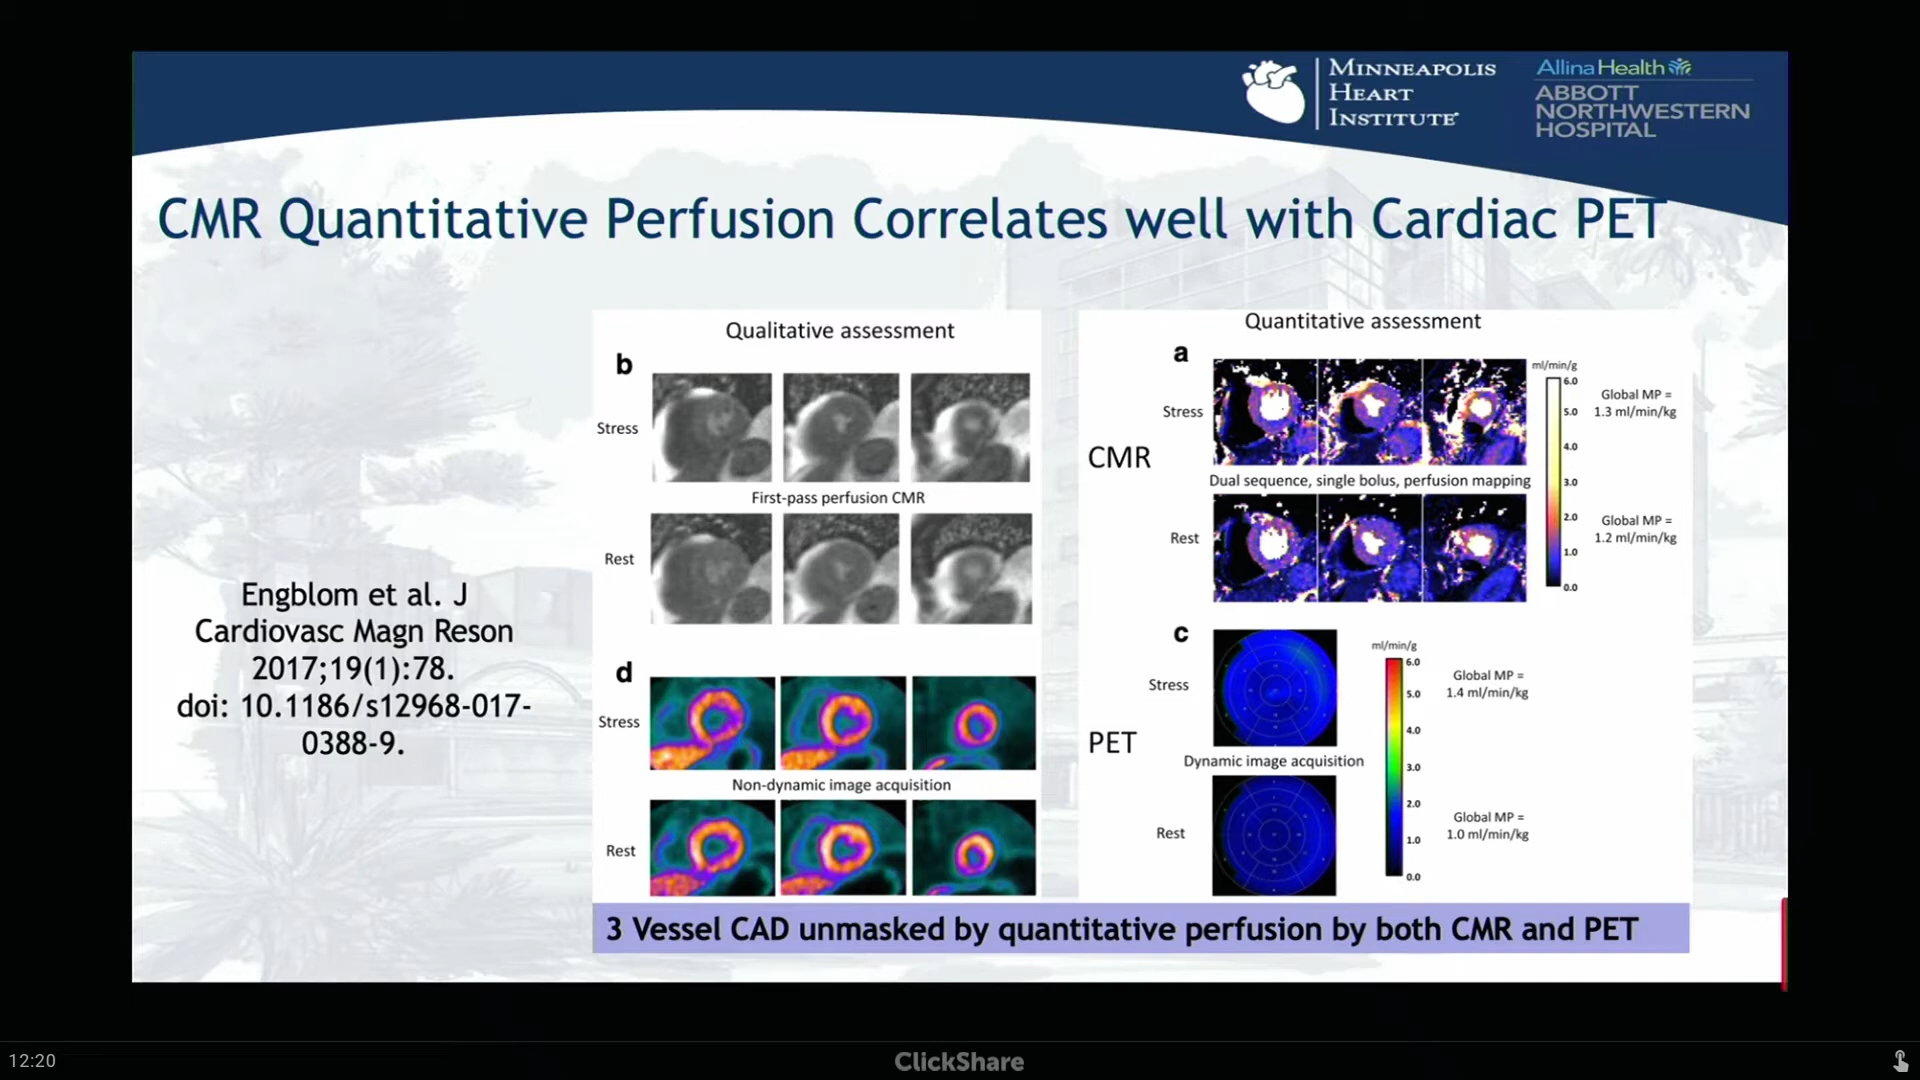 MINNEAPOLIS
HEART
INSTITUTE
Allina Health
ABBOTT
NORTHWESTERN
HOSPITAL
CMR Quantitative Perfusion Correlates well with Cardiac PET
Engblom et al. J
Cardiovasc Magn Reson
2017;19(1):78.
doi: 10.1186/s12968-017-
0388-9.
Qualitative assessment
b
Stress
First-pass perfusion CMR
Rest
d
Stress
Non-dynamic image acquisition
Rest
Quantitative assessment
a
CMR
Stress
Dual sequence, single bolus, perfusion mapping
Rest
ml/min/g
6.0
5.0
4.0
3.0
2.0
1.0
0.0
Global MP =
1.3 ml/min/kg
Global MP =
1.2 ml/min/kg
c
PET
Stress
Dynamic image acquisition
Rest
ml/min/g
6.0
5.0
4.0
3.0
2.0
1.0
0.0
Global MP =
1.4 ml/min/kg
Global MP =
1.0 ml/min/kg
3 Vessel CAD unmasked by quantitative perfusion by both CMR and PET
12:20
ClickShare